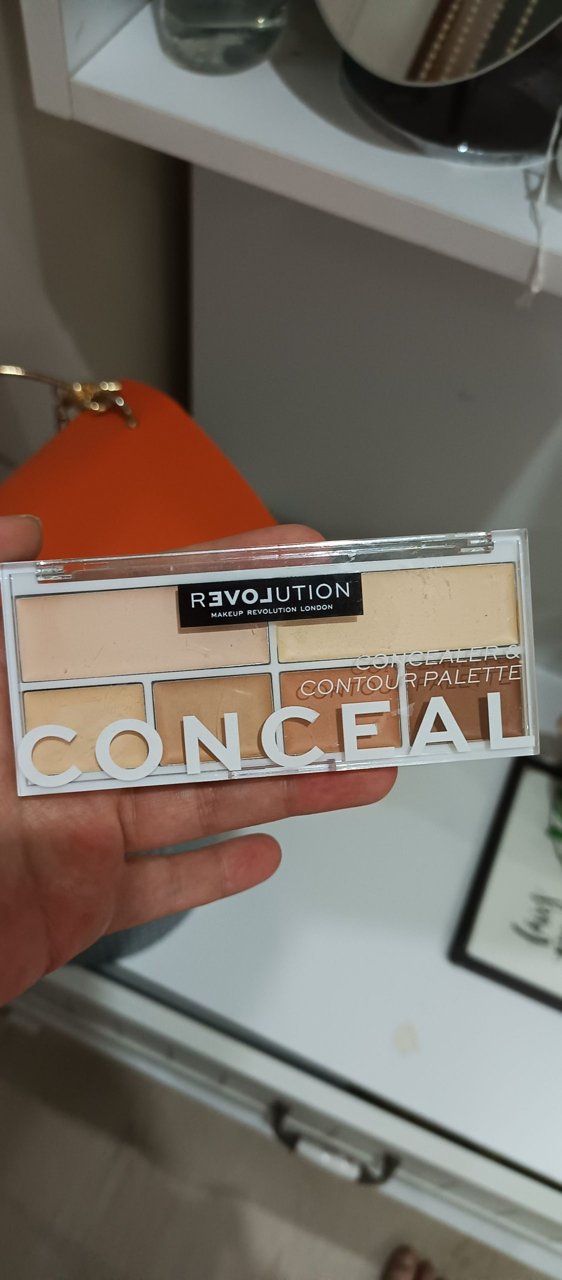 REVOLUTION
MAKEUP REVOLUTION LONDON
CONCEALER &
CONTOUR PALETTE
CONCEAL